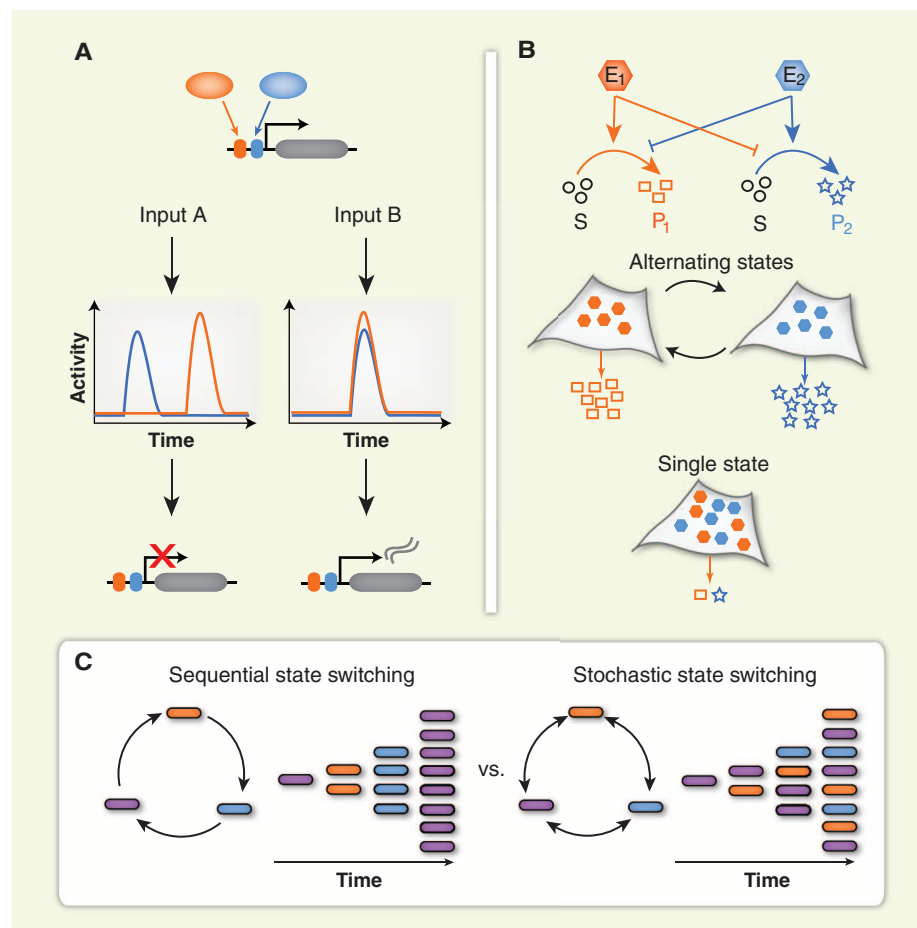 A
Input A
Input B
Activity
Time
Time
B
E1
E2
S
P1
S
P2
Alternating states
Single state
C
Sequential state switching
Time
vs.
Stochastic state switching
Time